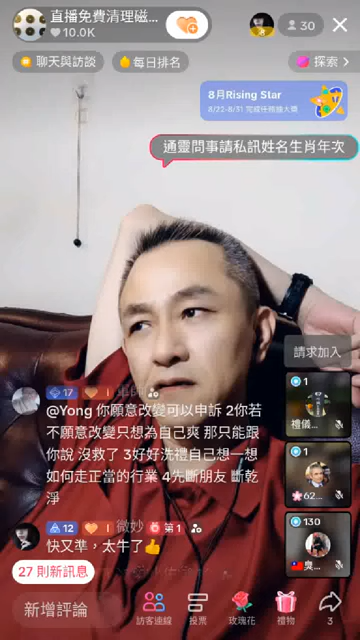 直播免費清理磁...
10.0K
30
聊天與訪談
每日排名
探索 >
8月Rising Star
8/22-8/31 完成任務搶大獎
通靈問事請私訊姓名生肖年次
請求加入
17
@Yong 你願意改變可以申訴 2你若
不願意改變只想為自己爽 那只能跟
你說 沒救了 3好好洗禮自己想一想
如何走正當的行業 4先斷朋友 斷乾
淨
1
禮儀...
1
62...
130
臭...
12 I 微妙 第1
快又準，太牛了👍
27 則新訊息
新增評論
訪客連線
投票
玫瑰花
禮物
3